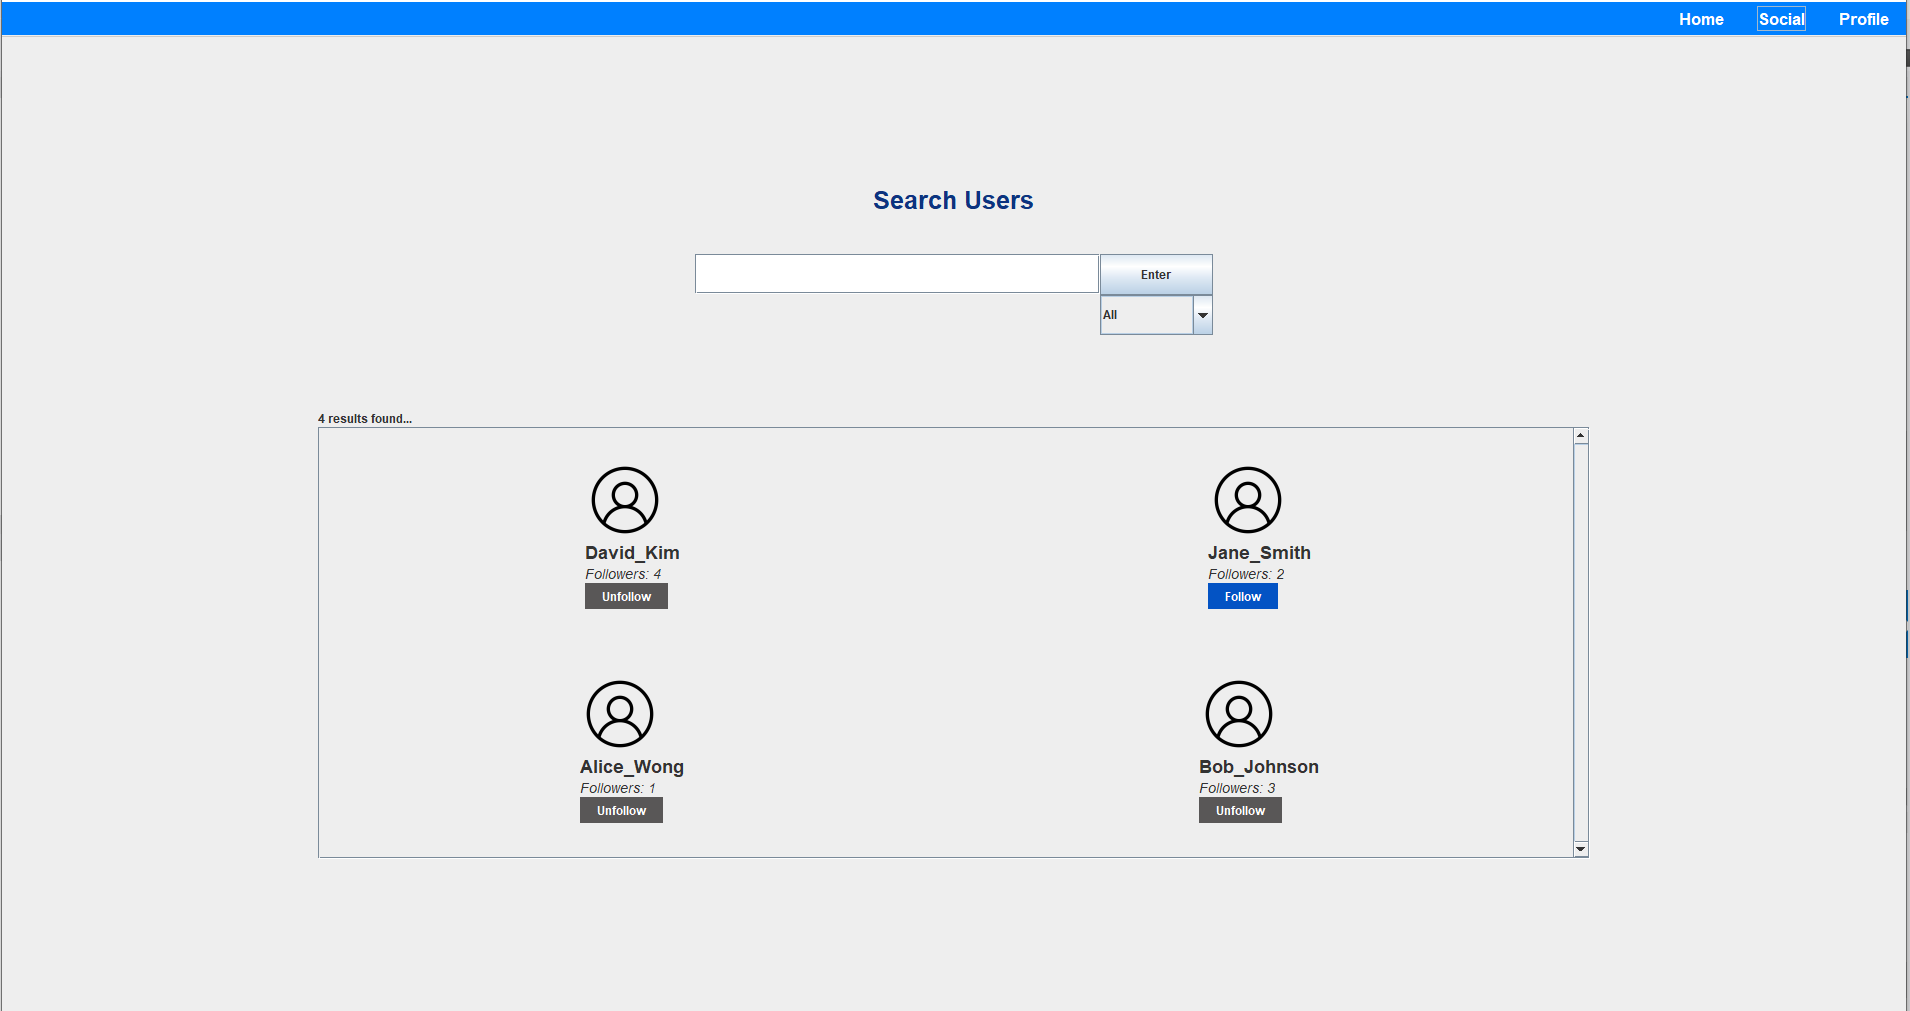 Home Social Profile
Search Users
Enter
All
4 results found...
David_Kim
Followers: 4
Unfollow
Jane_Smith
Followers: 2
Follow
Alice_Wong
Followers: 1
Unfollow
Bob_Johnson
Followers: 3
Unfollow